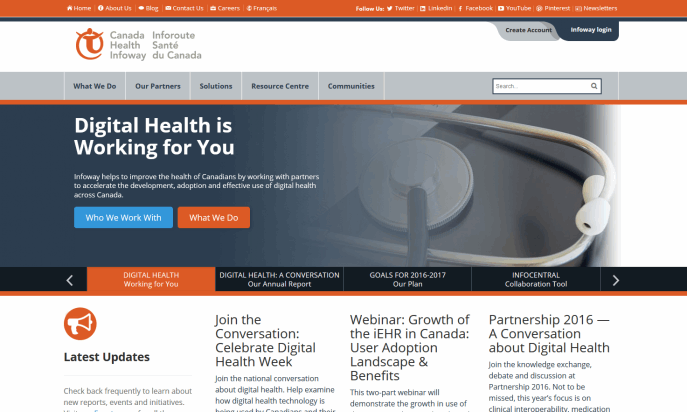 Home About Us Blog Contact Us Careers Français
Follow Us: Twitter LinkedIn Facebook YouTube Pinterest Newsletters
Canada Health Infoway
Inforoute Santé du Canada
Create Account Infoway login
What We Do Our Partners Solutions Resource Centre Communities
Search...
Digital Health is
Working for You
Infoway helps to improve the health of Canadians by working with partners
to accelerate the development, adoption and effective use of digital health
across Canada.
Who We Work With What We Do
DIGITAL HEALTH
Working for You
DIGITAL HEALTH: A CONVERSATION
Our Annual Report
GOALS FOR 2016-2017
Our Plan
INFOCENTRAL
Collaboration Tool
Latest Updates
Check back frequently to learn about
new reports, events and initiatives.
Join the
Conversation:
Celebrate Digital
Health Week
Join the national conversation
about digital health. Help examine
how digital health technology is
being used by Canadians and their
Webinar: Growth of
the iEHR in Canada:
User Adoption
Landscape &
Benefits
This two-part webinar will
demonstrate the growth in use of
Partnership 2016 —
A Conversation
about Digital Health
Join the knowledge exchange,
debate and discussion at
Partnership 2016. Not to be
missed, this year's focus is on
clinical interoperability, medication